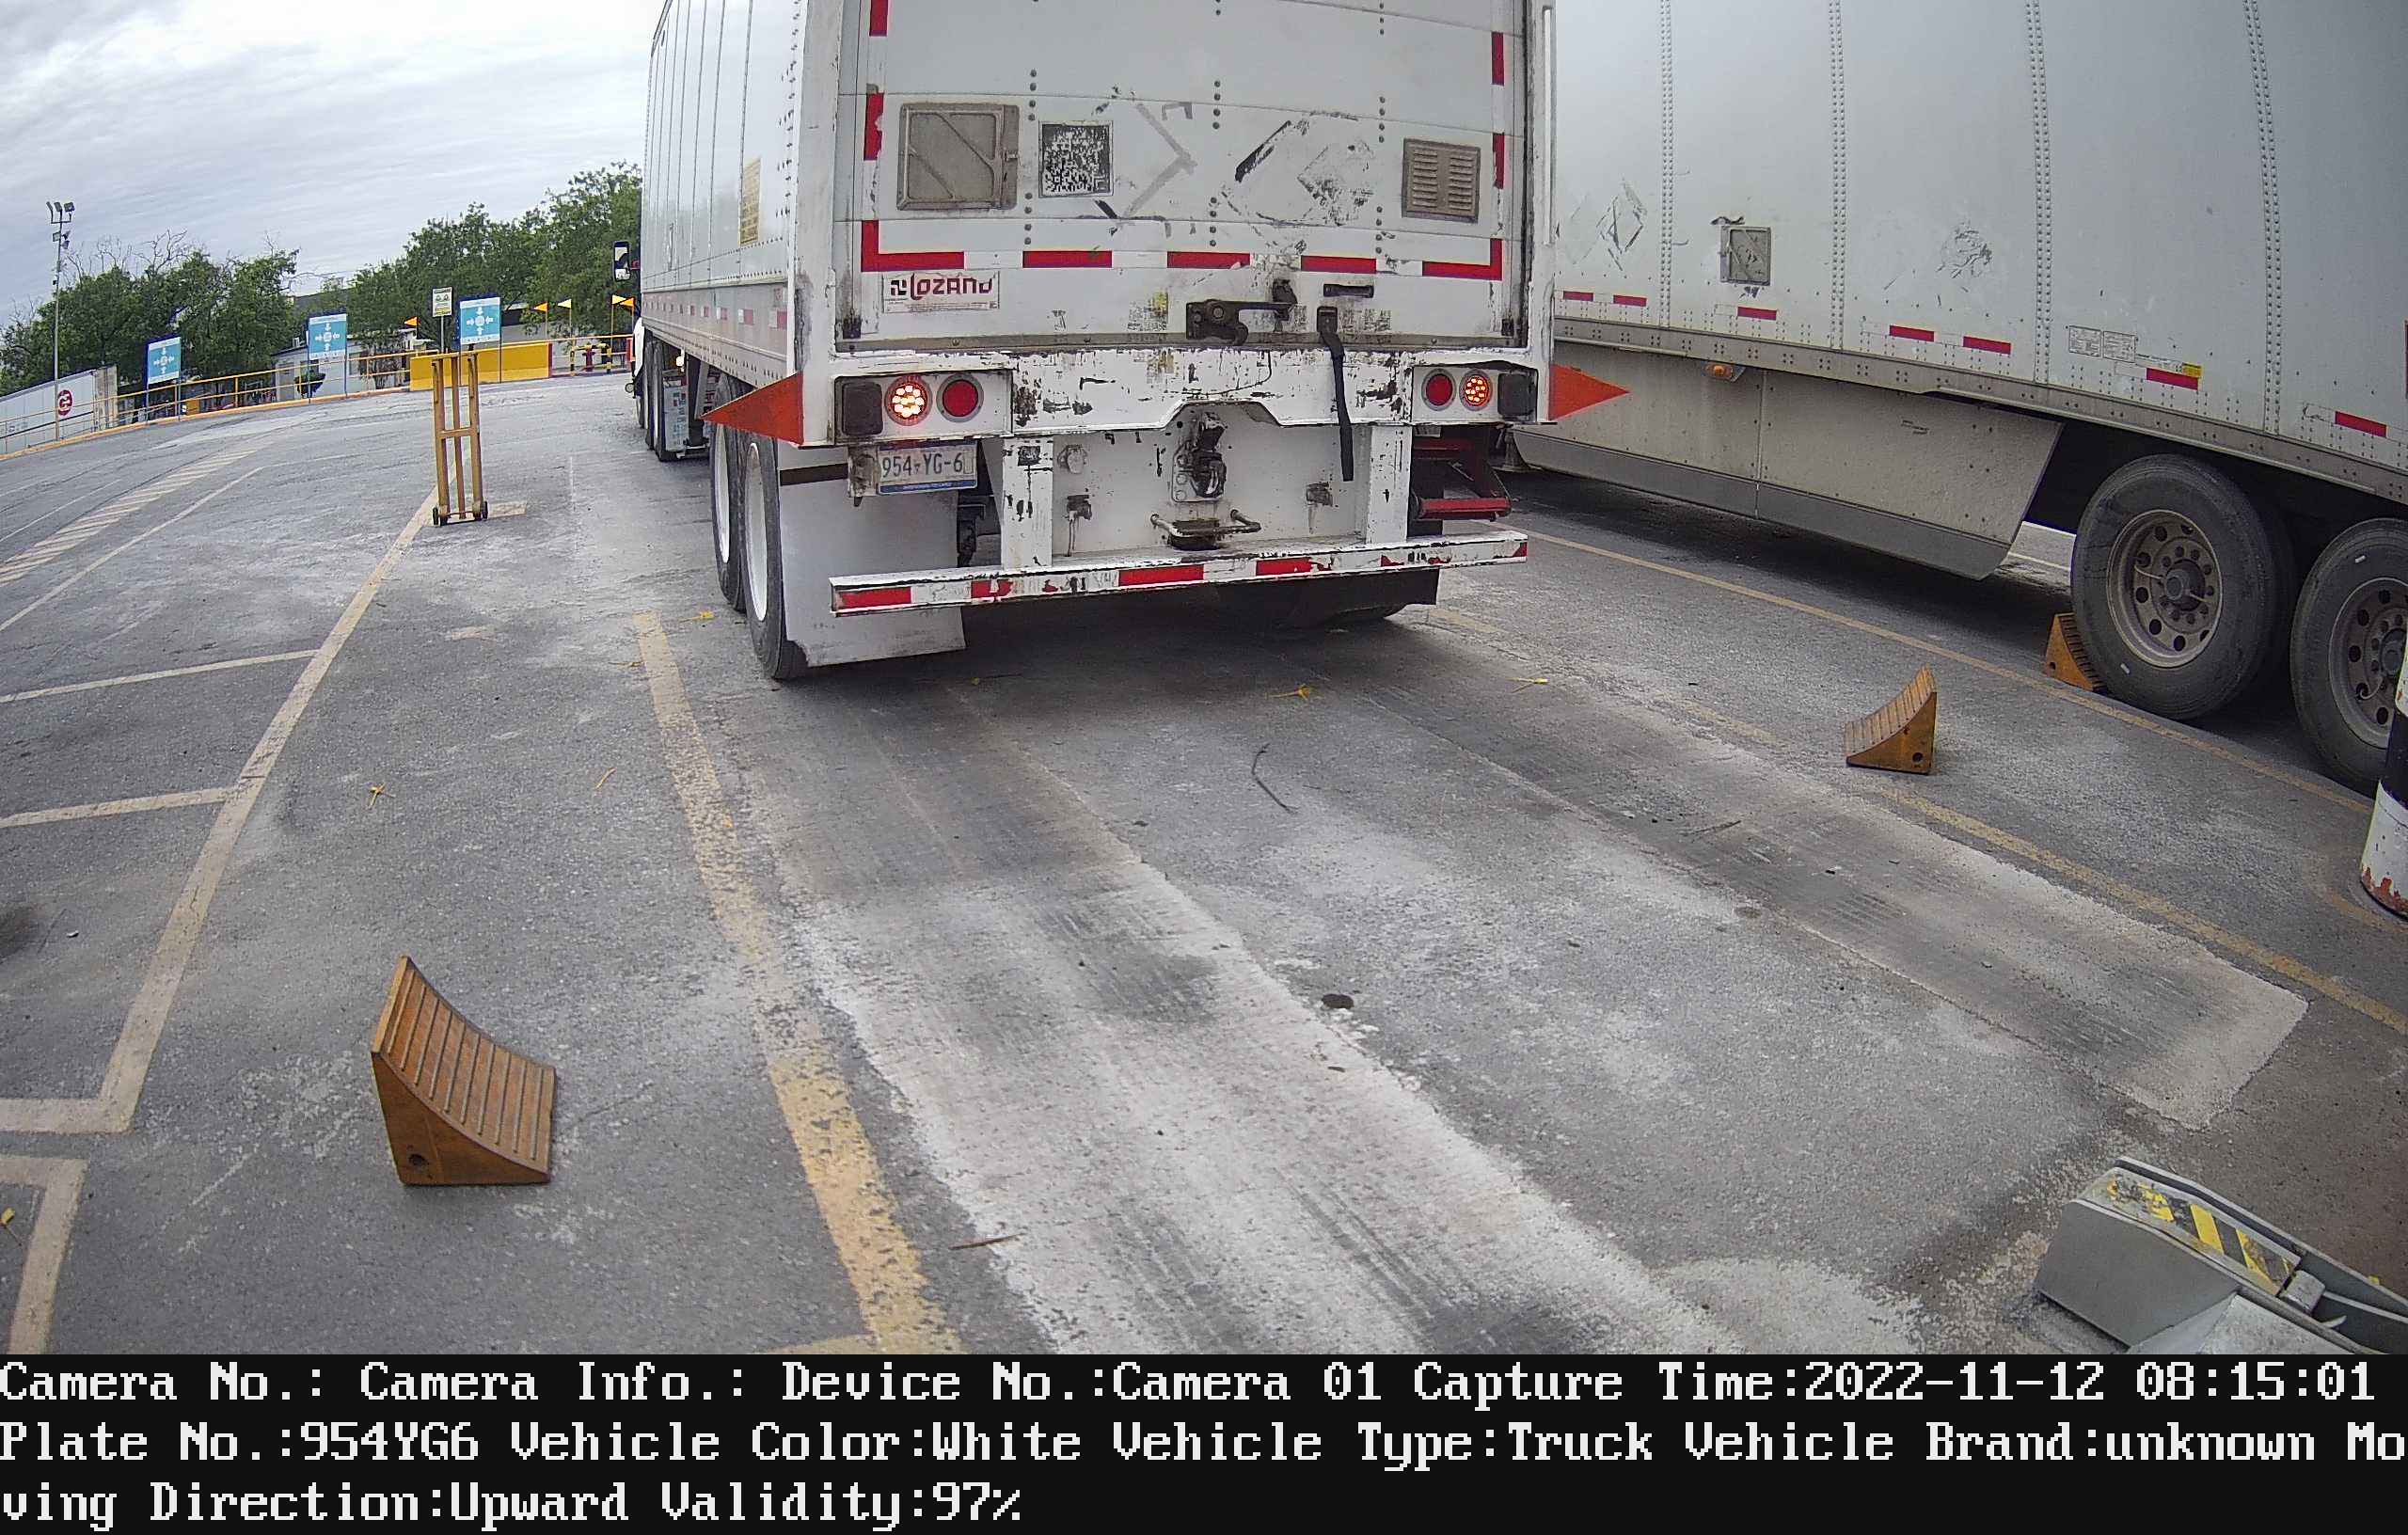 LOZANO
954-YG-6
Camera No.: Camera Info.: Device No.:Camera 01 Capture Time:2022-11-12 08:15:01
Plate No.:954YG6 Vehicle Color:White Vehicle Type:Truck Vehicle Brand:unknown Mo
ving Direction:Upward Validity:97%